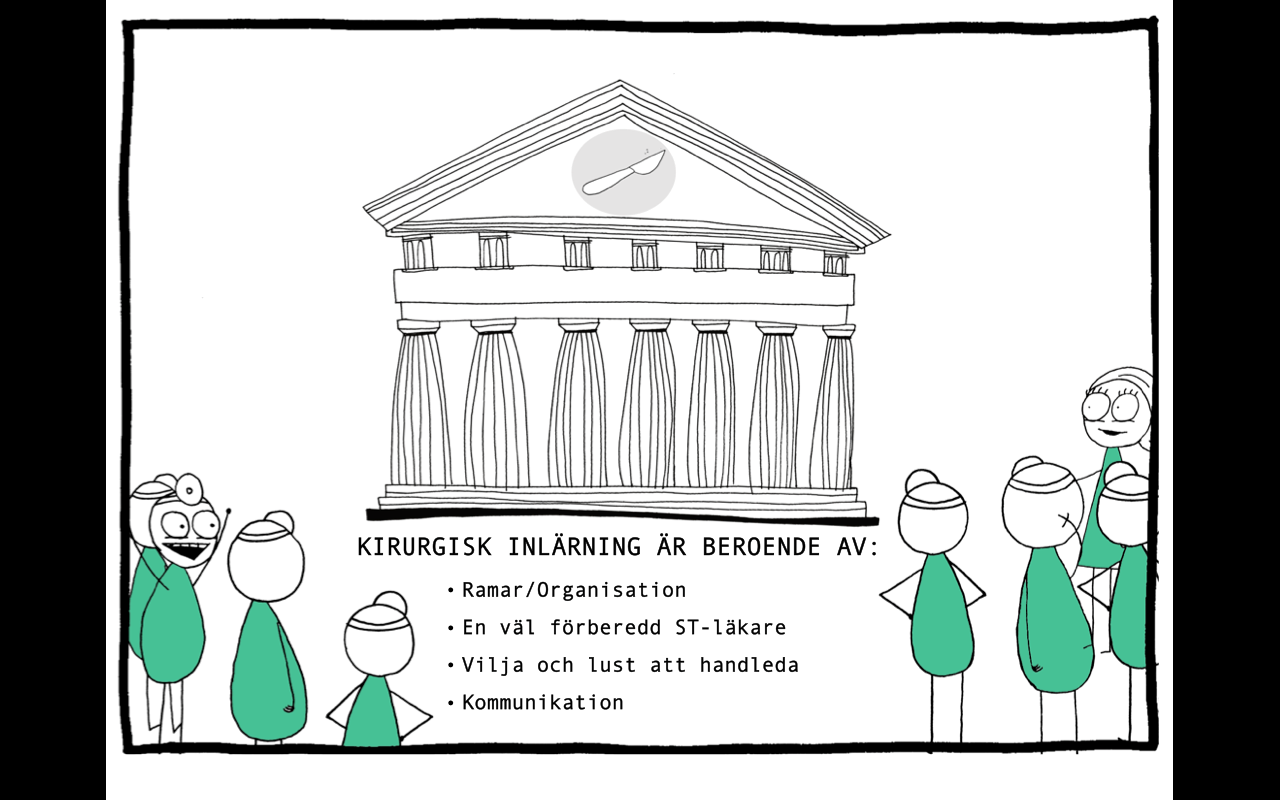 KIRURGISK INLÄRNING ÄR BEROENDE AV:
• Ramar/Organisation
• En väl förberedd ST-läkare
• Vilja och lust att handleda
• Kommunikation